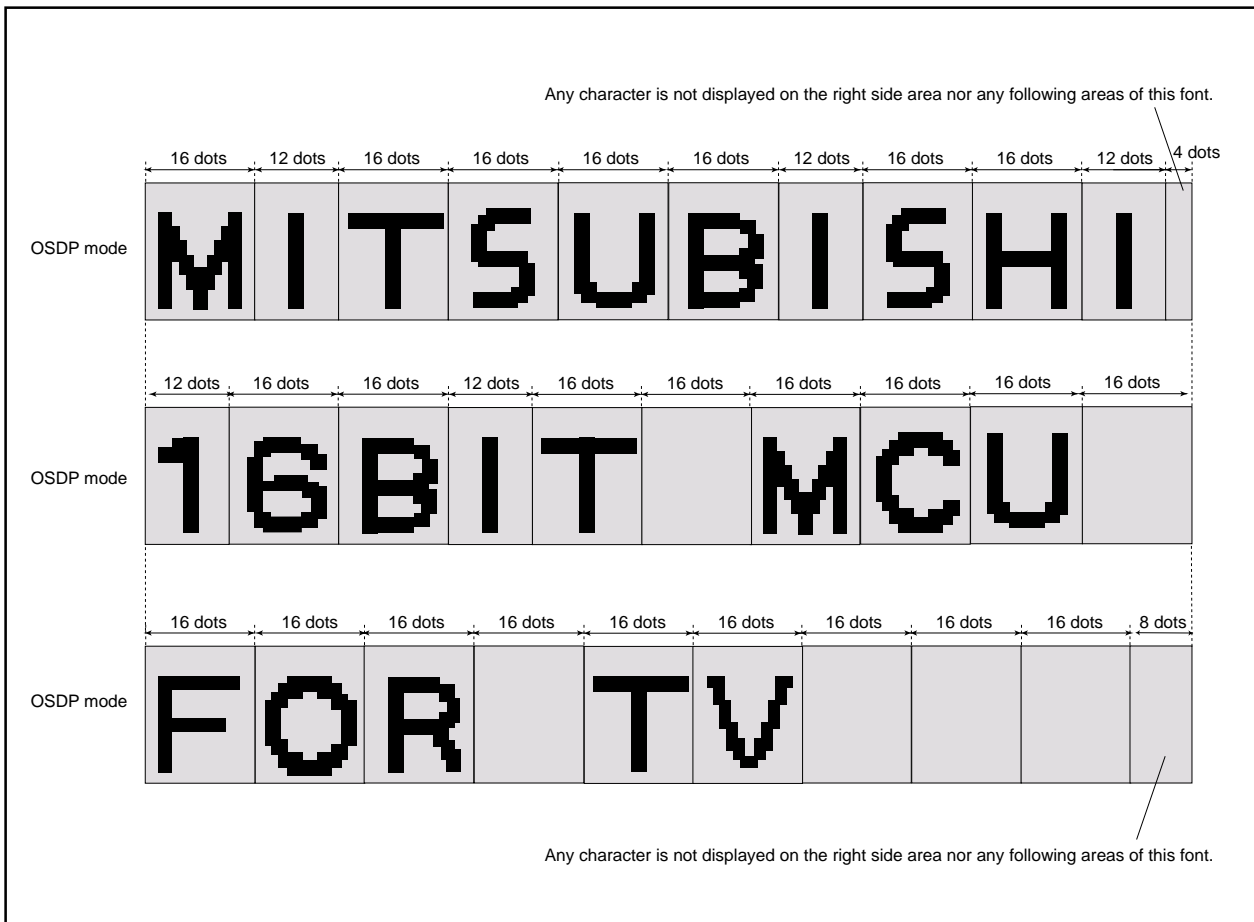 Any character is not displayed on the right side area nor any following areas of this font.
16 dots 12 dots 16 dots 16 dots 16 dots 16 dots 12 dots 16 dots 16 dots 12 dots 4 dots
OSDP mode MITSUBISHI
12 dots 16 dots 16 dots 12 dots 16 dots 16 dots 16 dots 16 dots 16 dots 16 dots
OSDP mode 16BIT MCU
16 dots 16 dots 16 dots 16 dots 16 dots 16 dots 16 dots 16 dots 16 dots 8 dots
OSDP mode FOR TV
Any character is not displayed on the right side area nor any following areas of this font.